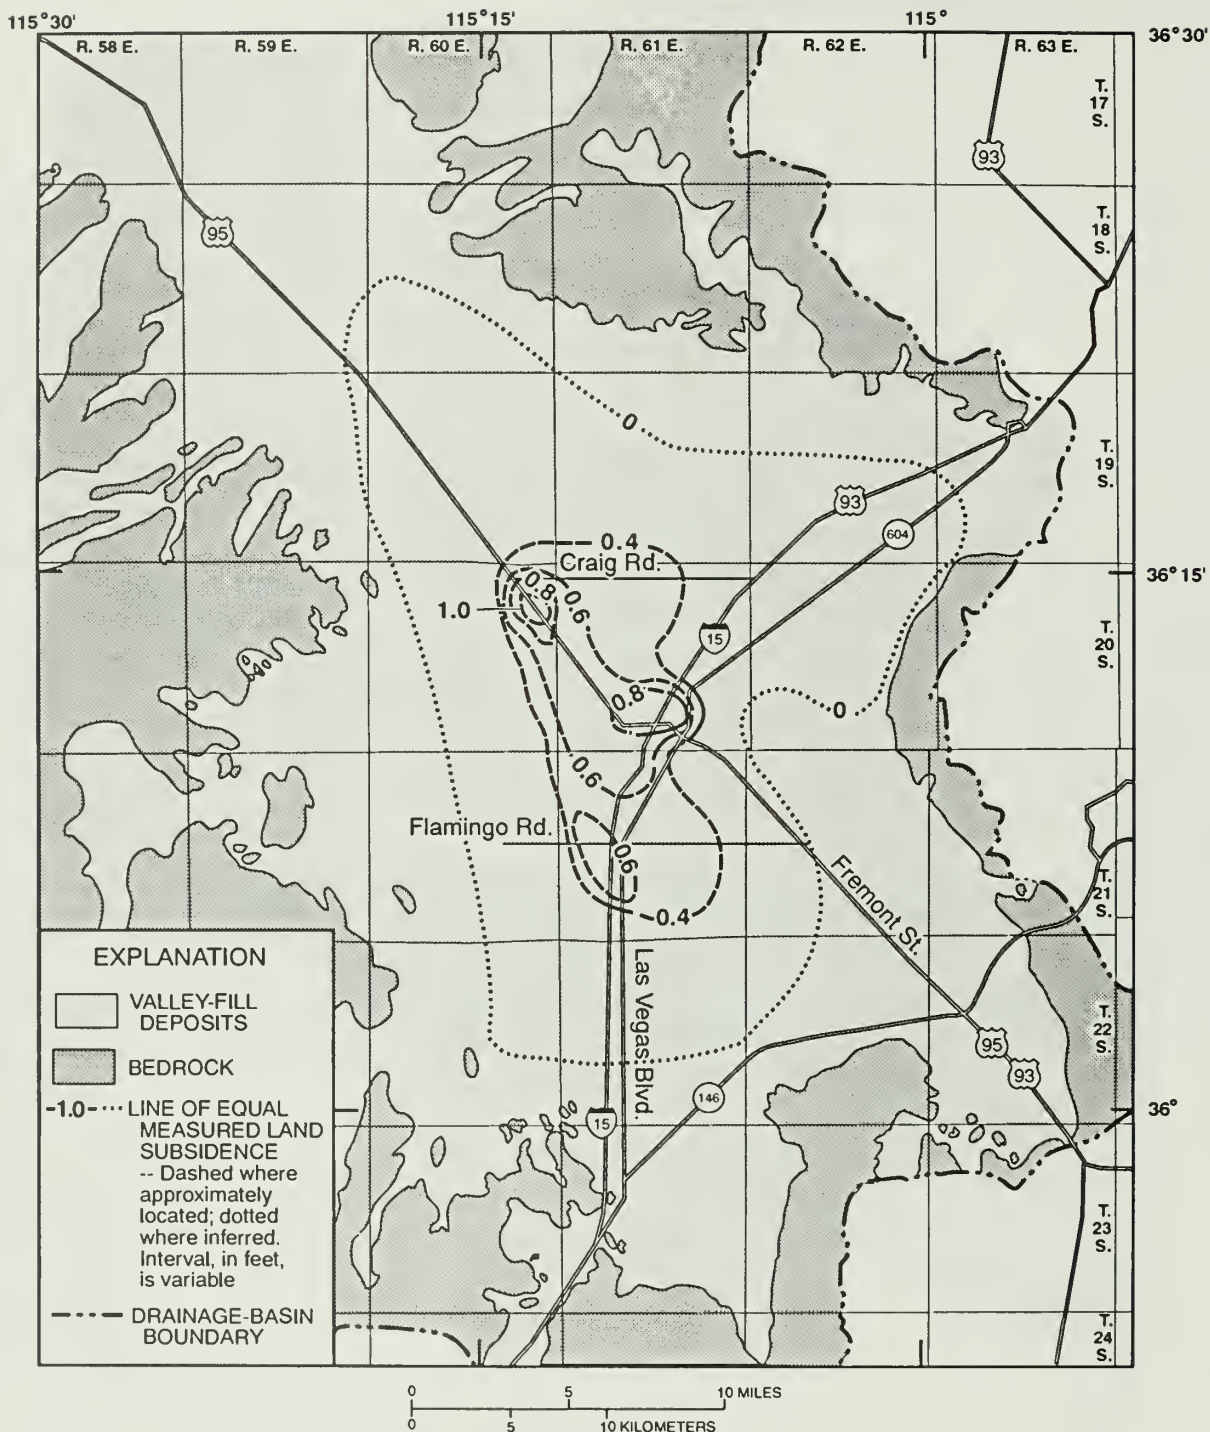 115°30'
115°15'
115°
36°30'
R. 58 E.
R. 59 E.
R. 60 E.
R. 61 E.
R. 62 E.
R. 63 E.
T.
17
S.
93
T.
18
S.
95
0
T.
19
S.
93
604
0.4
Craig Rd.
36°15'
0.8
0.6
1.0
15
T.
20
S.
0.8
0
0.6
Flamingo Rd.
0.6
Fremont St.
T.
21
S.
0.4
Las Vegas Blvd.
T.
22
S.
95
93
146
15
36°
T.
23
S.
T.
24
S.
EXPLANATION
VALLEY-FILL
DEPOSITS
BEDROCK
-1.0-···· LINE OF EQUAL
MEASURED LAND
SUBSIDENCE
-- Dashed where
approximately
located; dotted
where inferred.
Interval, in feet,
is variable
DRAINAGE-BASIN
BOUNDARY
0 5 10 MILES
0 5 10 KILOMETERS